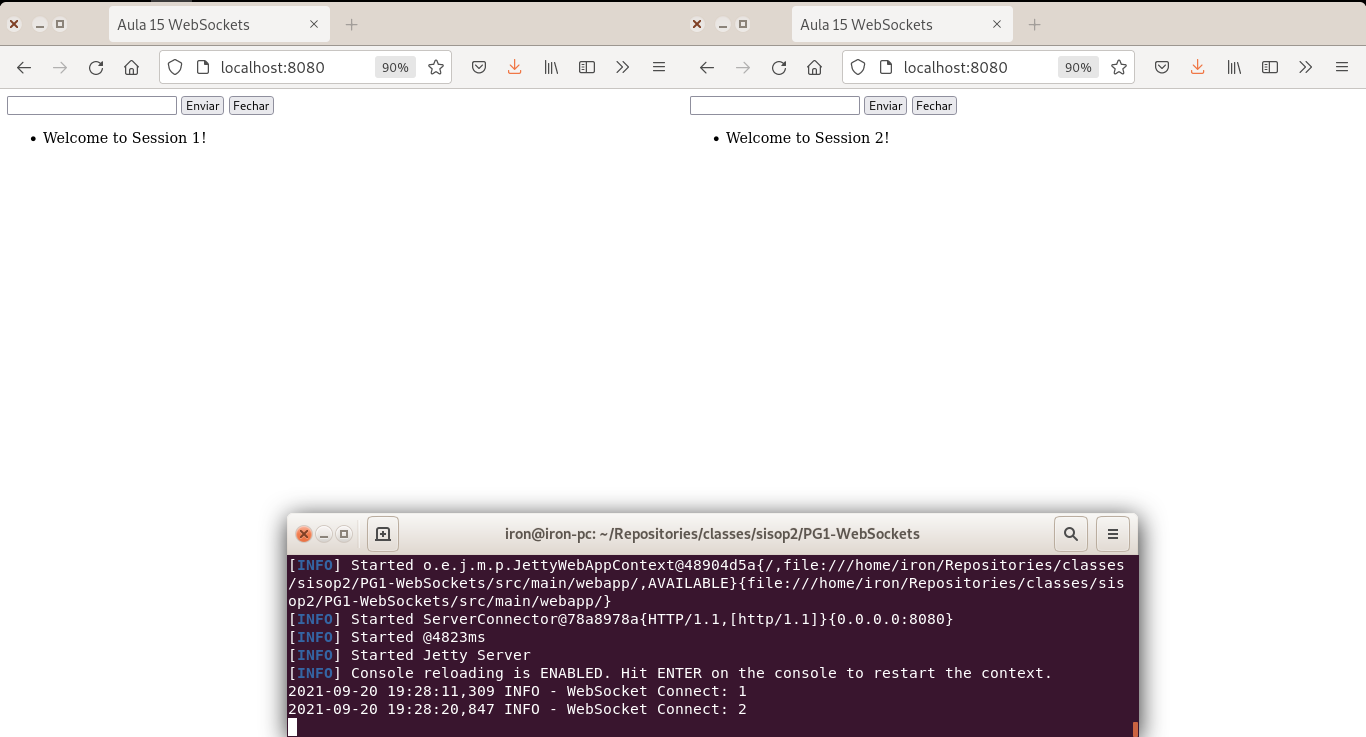 Aula 15 WebSockets
localhost:8080
90%
Enviar
Fechar
• Welcome to Session 1!
Aula 15 WebSockets
localhost:8080
90%
Enviar
Fechar
• Welcome to Session 2!
iron@iron-pc: ~/Repositories/classes/sisop2/PG1-WebSockets
[INFO] Started o.e.j.m.p.JettyWebAppContext@48904d5a{/,file:///home/iron/Repositories/classes
/sisop2/PG1-WebSockets/src/main/webapp/,AVAILABLE}{file:///home/iron/Repositories/classes/sis
op2/PG1-WebSockets/src/main/webapp/}
[INFO] Started ServerConnector@78a8978a{HTTP/1.1,[http/1.1]}{0.0.0.0:8080}
[INFO] Started @4823ms
[INFO] Started Jetty Server
[INFO] Console reloading is ENABLED. Hit ENTER on the console to restart the context.
2021-09-20 19:28:11,309 INFO - WebSocket Connect: 1
2021-09-20 19:28:20,847 INFO - WebSocket Connect: 2